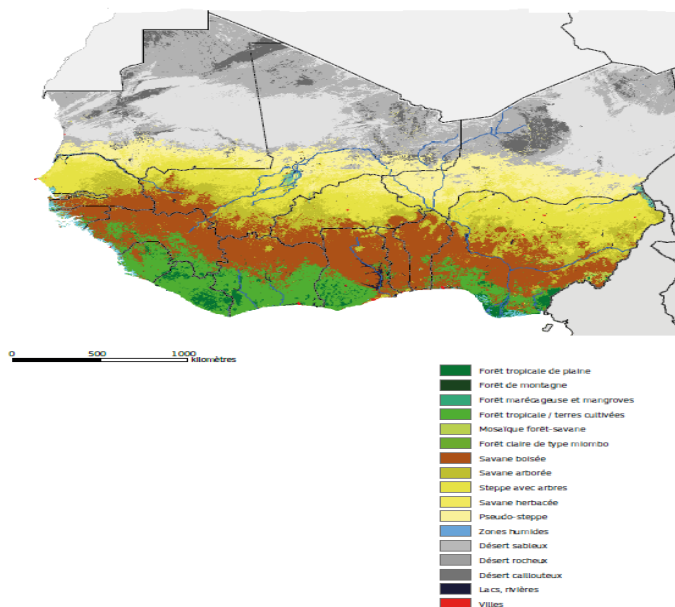 0 500 1000
kilomètres
Forêt tropicale de plaine
Forêt de montagne
Forêt marécageuse et mangroves
Forêt tropicale / terres cultivées
Mosaïque forêt-savane
Forêt claire de type miombo
Savane boisée
Savane arborée
Steppe avec arbres
Savane herbacée
Pseudo-steppe
Zones humides
Désert sableux
Désert rocheux
Désert caillouteux
Lacs, rivières
Villes